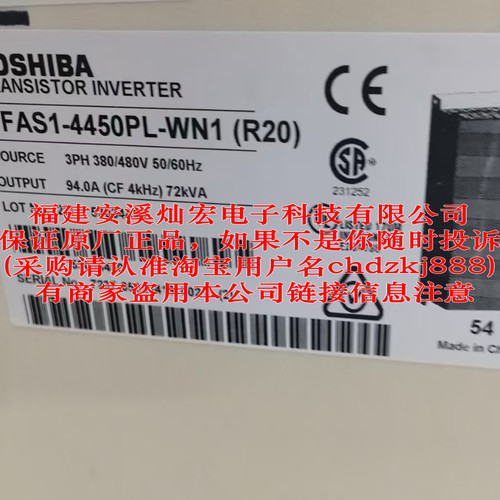 OSHIBA
RANSISTOR INVERTER
FAS1-4450PL-WN1 (R20)
OURCE 3PH 380/480V 50/60Hz
OUTPUT 94.0A (CF 4kHz) 72kVA
SA
231252
LOT
福建安溪灿宏电子科技有限公司
保证原厂正品，如果不是你随时投诉
(采购请认准淘宝用户名chdzkj888)
有商家盗用本公司链接信息注意
SERIAL NO.
54
Made in Ch